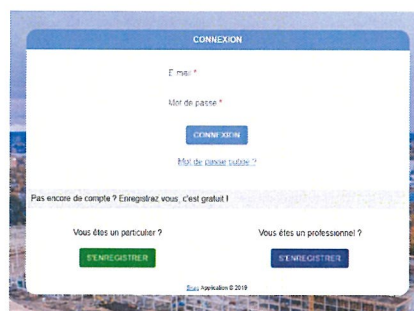 CONNEXION
E-mail *
Mot de passe *
CONNEXION
Mot de passe oublié ?
Pas encore de compte ? Enregistrez vous, c'est gratuit !
Vous êtes un particulier ?
Vous êtes un professionnel ?
S'ENREGISTRER
S'ENREGISTRER
Application © 2019